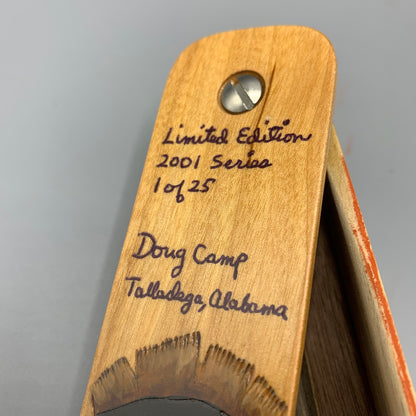 Limited Edition
2001 Series
1 of 25
Doug Camp
Talladega, Alabama